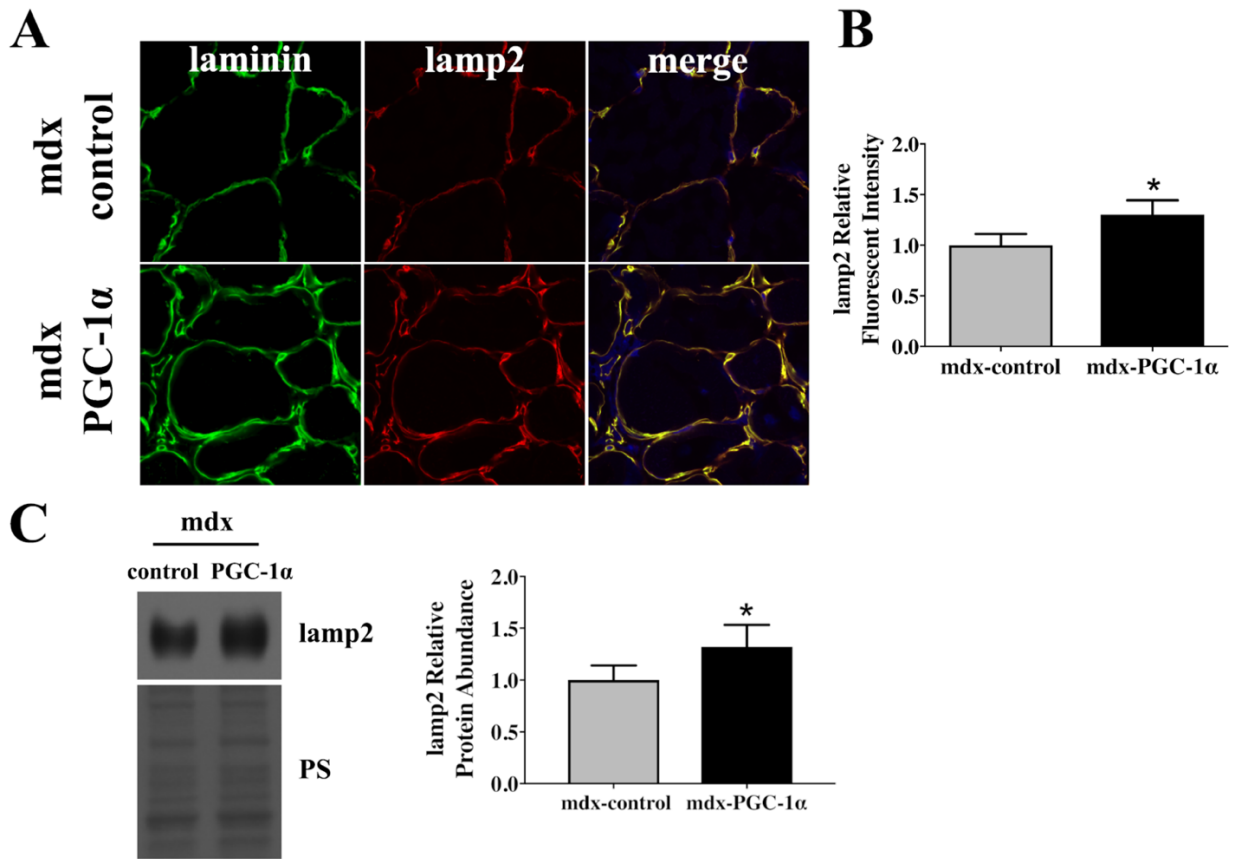 A
laminin
lamp2
merge
mdx
control
mdx
PGC-1α
B
lamp2 Relative
Fluorescent Intensity
2.0
1.5
1.0
0.5
0.0
*
mdx-control
mdx-PGC-1α
C
mdx
control PGC-1α
lamp2
PS
lamp2 Relative
Protein Abundance
2.0
1.5
1.0
0.5
0.0
*
mdx-control
mdx-PGC-1α